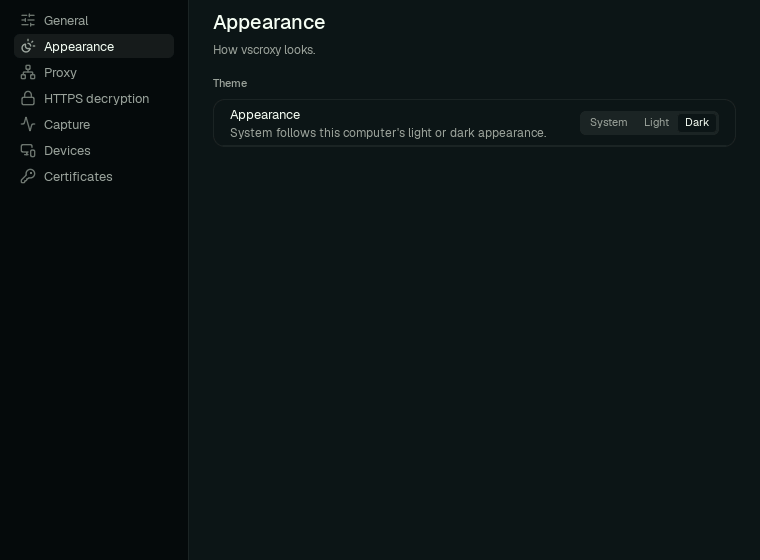 General
Appearance
Proxy
HTTPS decryption
Capture
Devices
Certificates
Appearance
How vscroxy looks.
Theme
Appearance
System follows this computer's light or dark appearance.
System Light Dark